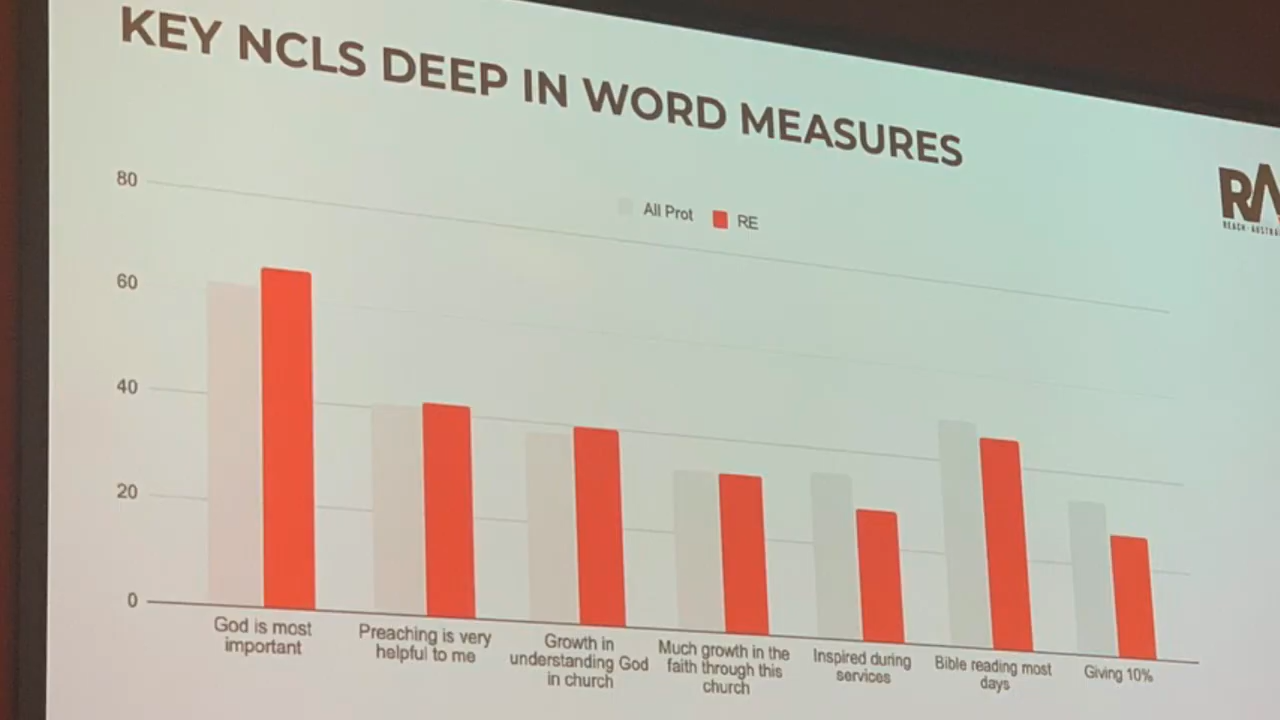 KEY NCLS DEEP IN WORD MEASURES
All Prot RE
80
60
40
20
0
God is most
important
Preaching is very
helpful to me
Growth in
understanding God
in church
Much growth in the
faith through this
church
Inspired during
services
Bible reading most
days
Giving 10%
REACH